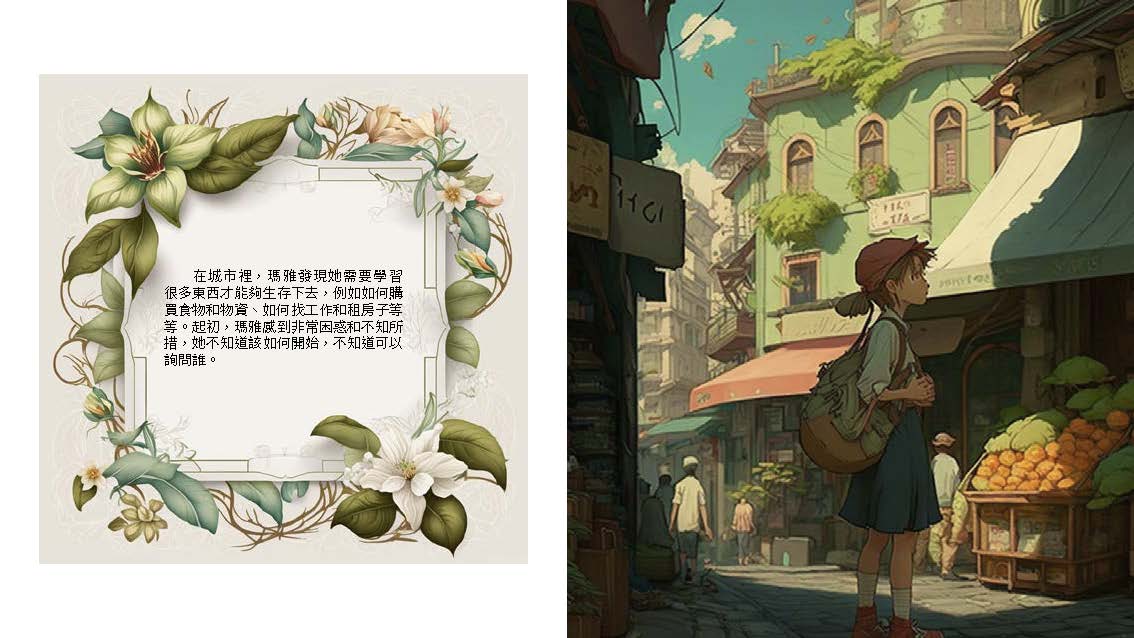 在城市裡，瑪雅發現她需要學習
很多東西才能夠生存下去，例如如何購
買食物和物資、如何找工作和租房子等
等。起初，瑪雅感到非常困惑和不知所
措，她不知道該如何開始，不知道可以
詢問誰。